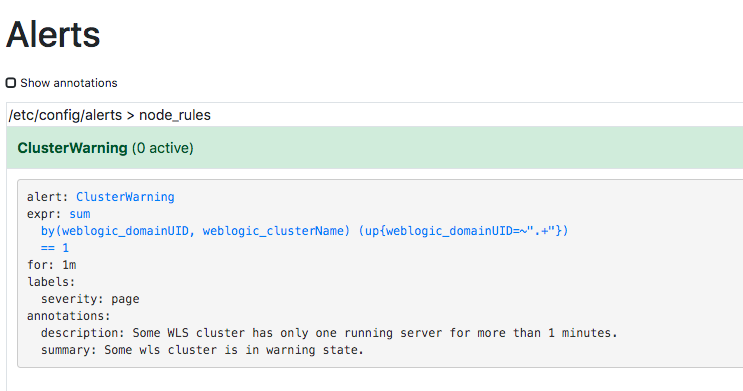 Alerts
Show annotations
/etc/config/alerts > node_rules
ClusterWarning (0 active)
alert: ClusterWarning
expr: sum
by(weblogic_domainUID, weblogic_clusterName) (up{weblogic_domainUID=~".+"})
== 1
for: 1m
labels:
severity: page
annotations:
description: Some WLS cluster has only one running server for more than 1 minutes.
summary: Some wls cluster is in warning state.